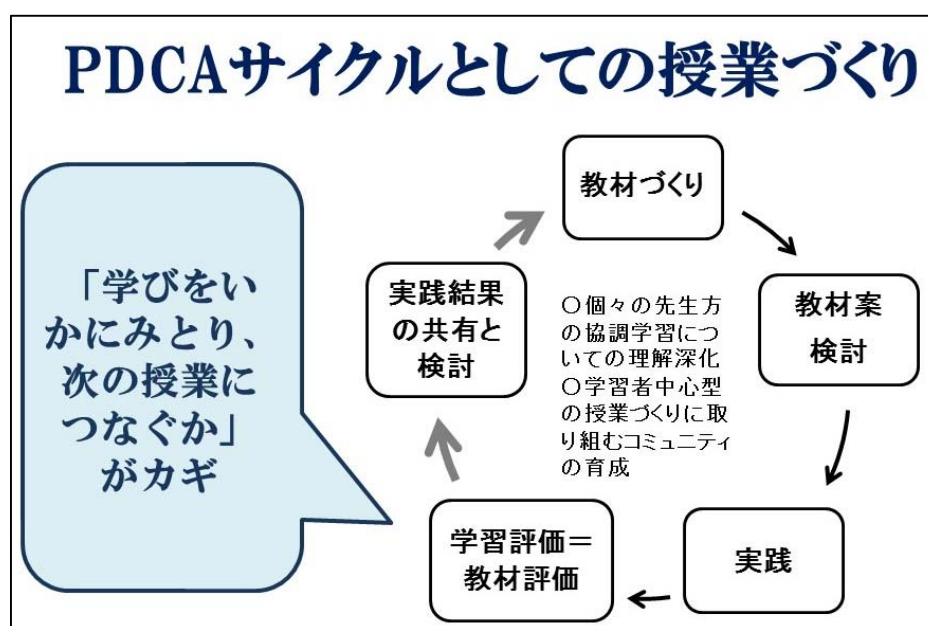 PDCAサイクルとしての授業づくり
教材づくり
教材案
検討
実践
学習評価＝
教材評価
実践結果
の共有と
検討
○個々の先生方
の協調学習につ
いての理解深化
○学習者中心型
の授業づくりに取
り組むコミュニティ
の育成
「学びをい
かにみとり、
次の授業に
つなぐか」
がカギ